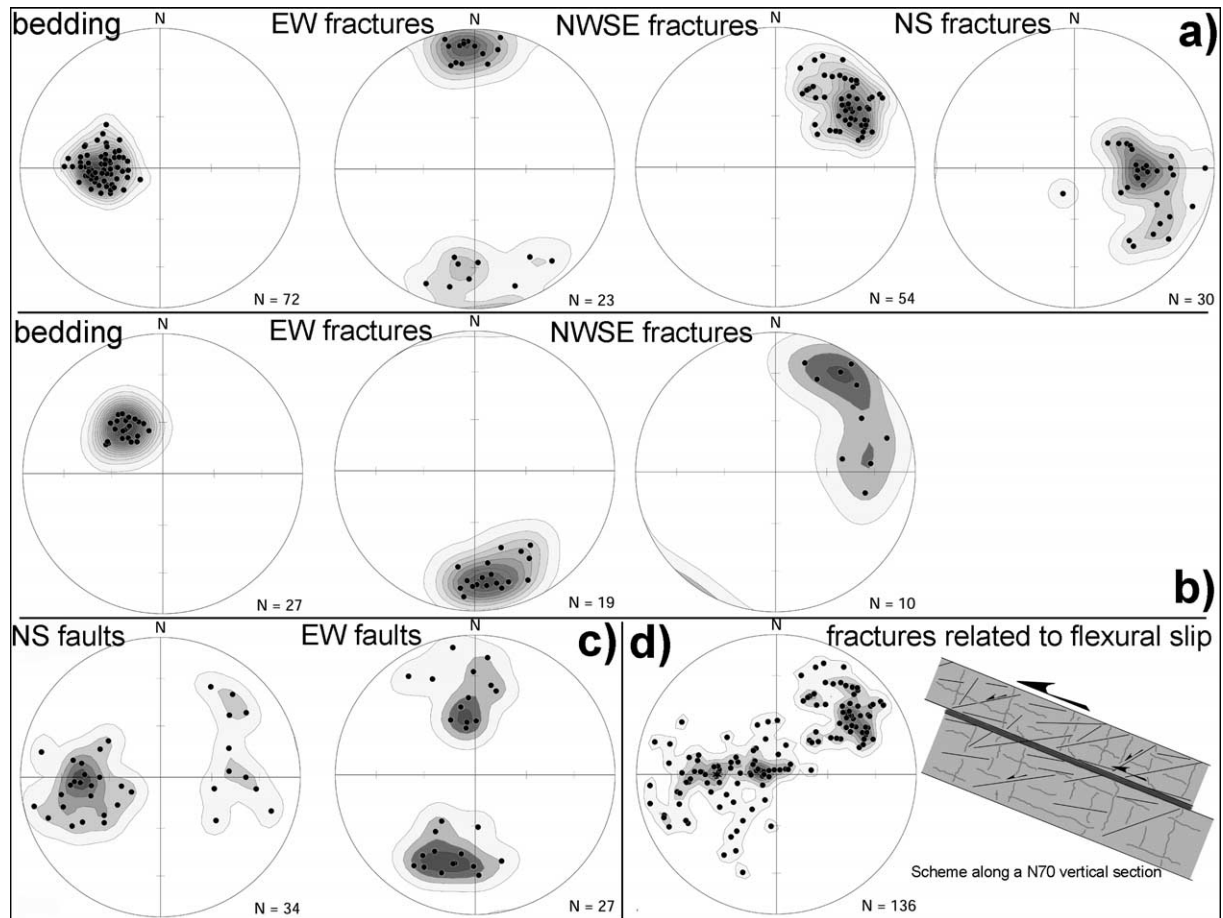 bedding
N
EW fractures
N
NWSE fractures
N
NS fractures
N
a)
N = 72
N = 23
N = 54
N = 30
bedding
N
EW fractures
N
NWSE fractures
N
b)
N = 27
N = 19
N = 10
NS faults
N
EW faults
N
c)
d)
N
fractures related to flexural slip
Scheme along a N70 vertical section
N = 34
N = 27
N = 136